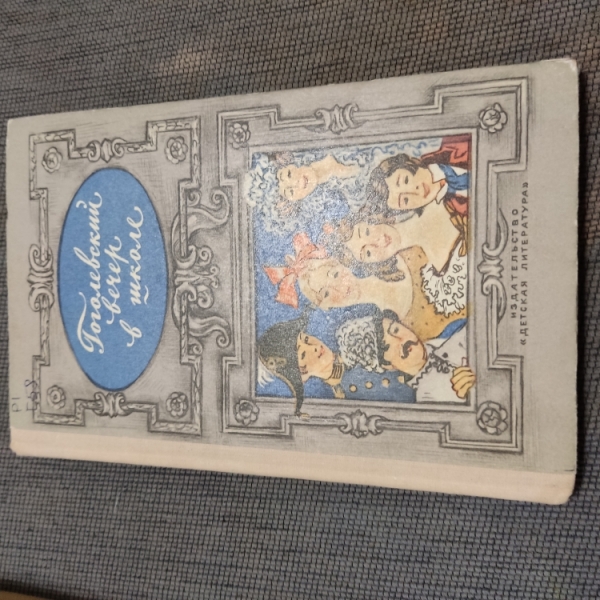 Гоголевский
вечер
в школе
ИЗДАТЕЛЬСТВО
«ДЕТСКАЯ ЛИТЕРАТУРА»